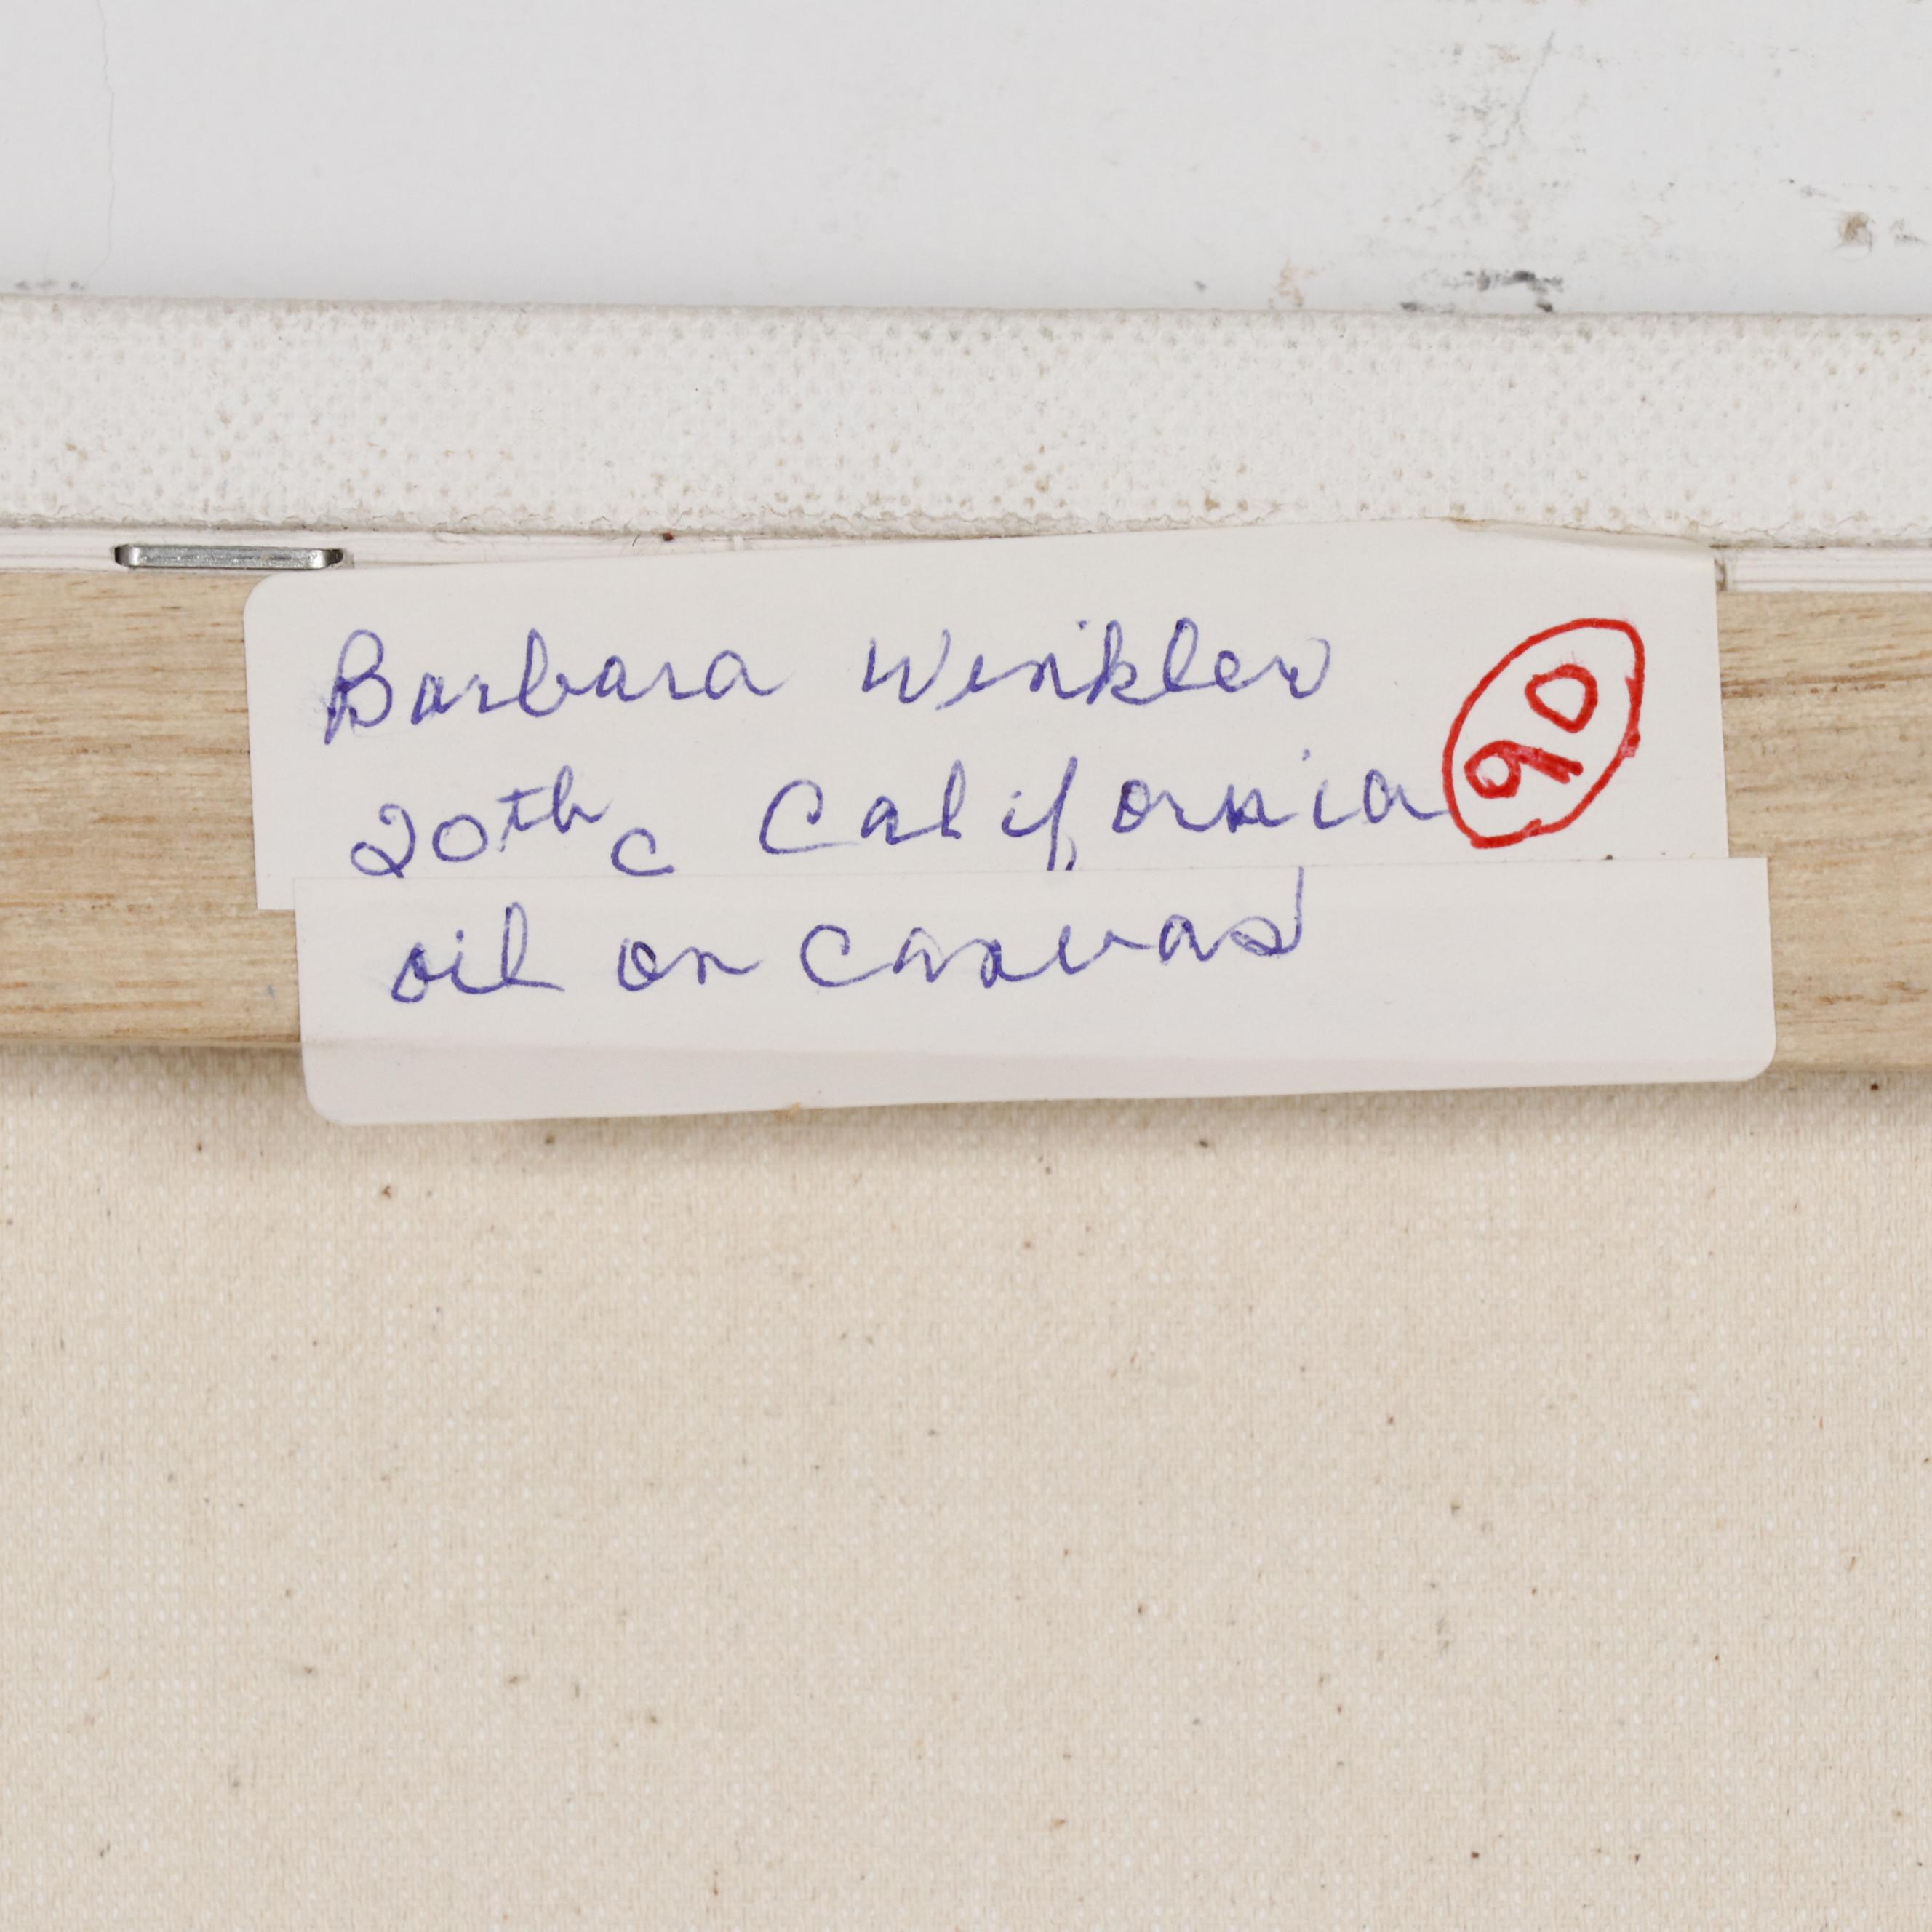 Barbara Winkler
20th c California
oil on canvas
90